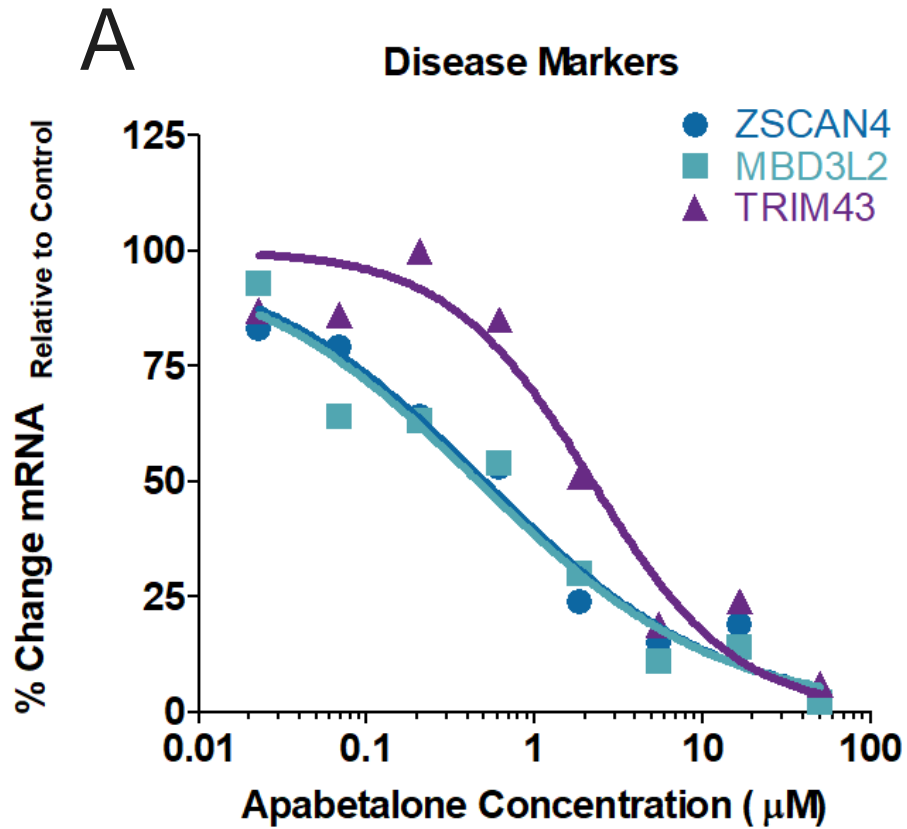 A
Disease Markers
ZSCAN4
MBD3L2
TRIM43
% Change mRNA Relative to Control
125
100
75
50
25
0
0.01 0.1 1 10 100
Apabetalone Concentration ( μM)